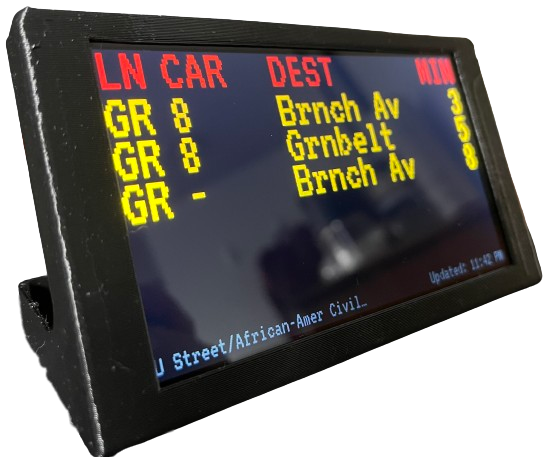 LN CAR DEST MIN
GR 8 Brnch Av 3
GR 8 Grnbelt 5
GR - Brnch Av 8
Updated: 11:42 PM
U Street/African-Amer Civil…